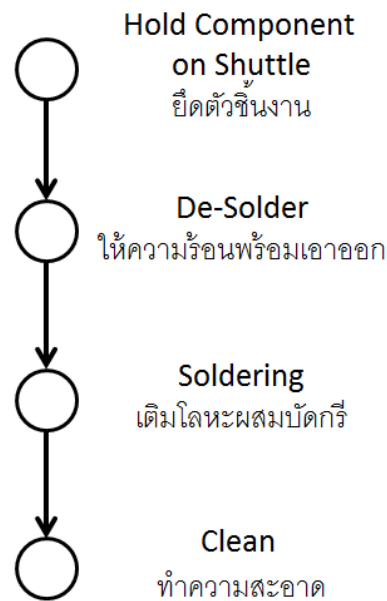 Hold Component
on Shuttle
ยึดตัวชิ้นงาน
De-Solder
ให้ความร้อนพร้อมเอาออก
Soldering
เติมโลหะผสมบัดกรี
Clean
ทำความสะอาด